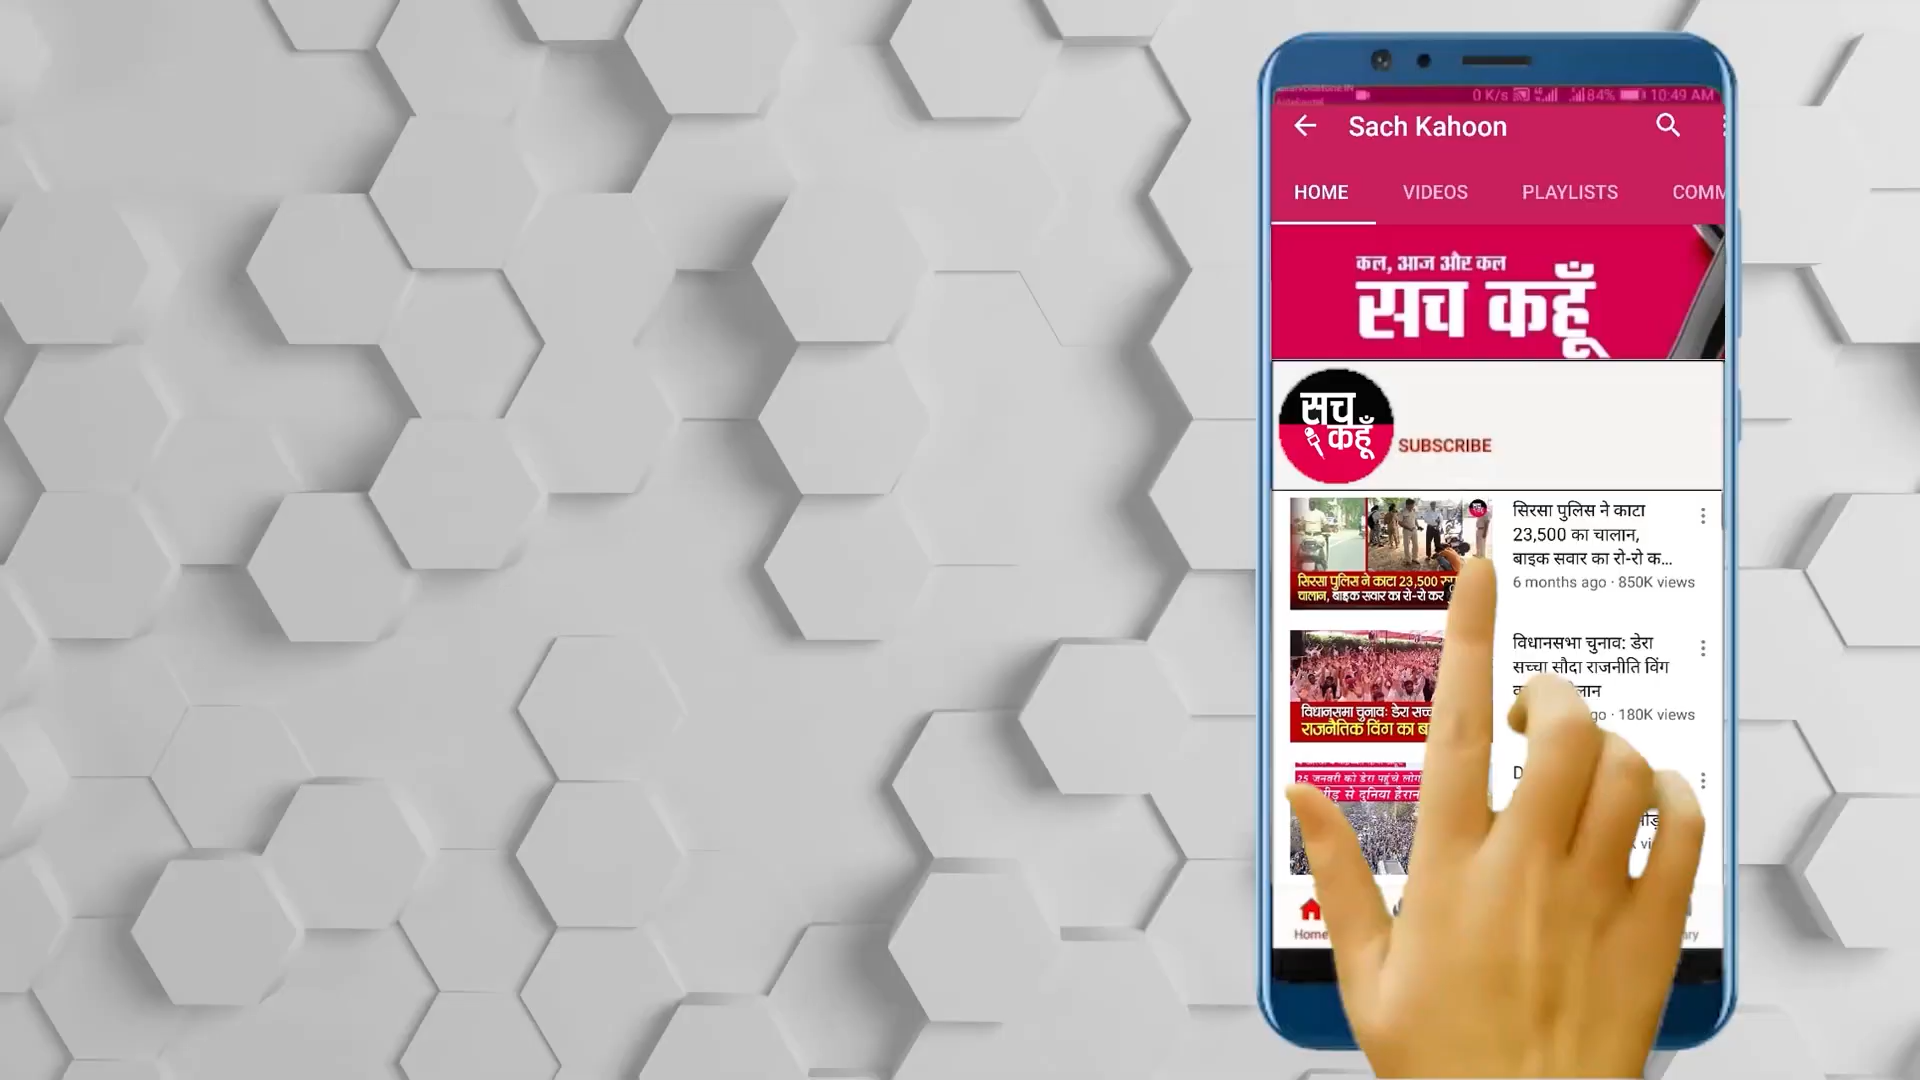 0 K/s 84% 10:49 AM
Sach Kahoon
HOME VIDEOS PLAYLISTS COMM
कल, आज और कल
सच कहूँ
सच
कहूँ
SUBSCRIBE
सिरसा पुलिस ने काटा 23,500
चालान, बाइक सवार का रो-रो कर
सिरसा पुलिस ने काटा
23,500 का चालान,
बाइक सवार का रो-रो क...
6 months ago · 850K views
विधानसभा चुनाव: डेरा
राजनैतिक विंग का
विधानसभा चुनाव: डेरा
सच्चा सौदा राजनीति विंग
go · 180K views
25 जनवरी को डेरा पहुंचे लोगों
से दुनिया हैरान
D
Home